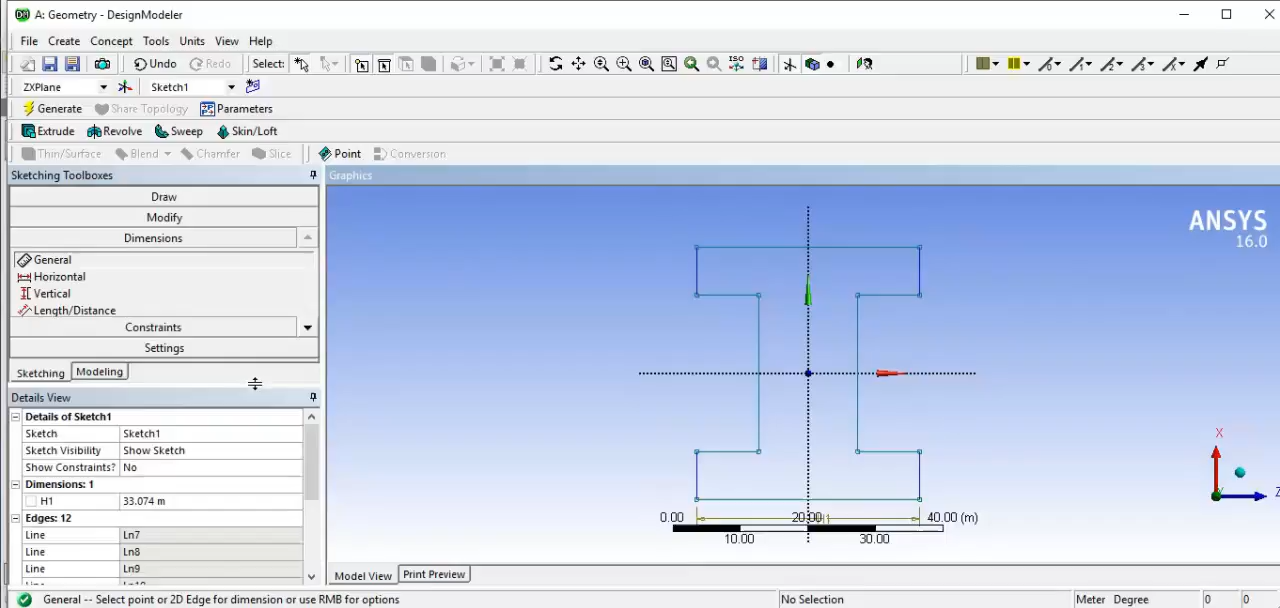 A: Geometry - DesignModeler
File Create Concept Tools Units View Help
Undo Redo Select: ISO
ZXPlane Sketch1
Generate Share Topology Parameters
Extrude Revolve Sweep Skin/Loft
Thin/Surface Blend Chamfer Slice Point Conversion
Sketching Toolboxes
Draw
Modify
Dimensions
General
Horizontal
Vertical
Length/Distance
Constraints
Settings
Sketching Modeling
Details View
Details of Sketch1
Sketch Sketch1
Sketch Visibility Show Sketch
Show Constraints? No
Dimensions: 1
H1 33.074 m
Edges: 12
Line Ln7
Line Ln8
Line Ln9
Line Ln10
Graphics
ANSYS
16.0
X
Z
0.00 20.00 40.00 (m)
10.00 30.00
Model View Print Preview
General -- Select point or 2D Edge for dimension or use RMB for options No Selection Meter Degree 0 0